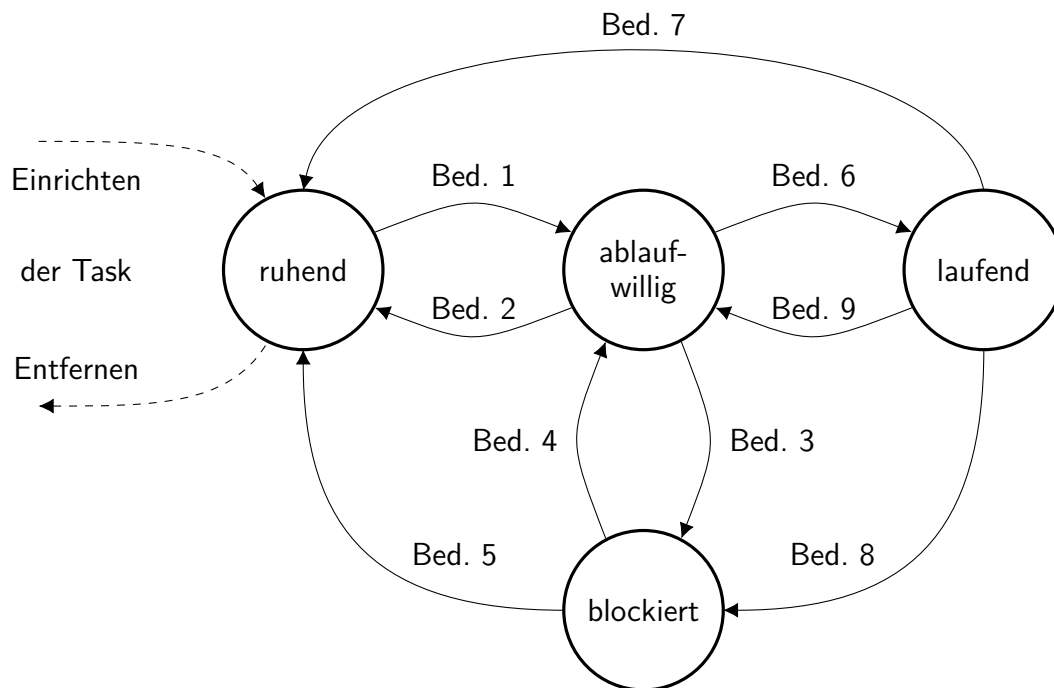 Bed. 7
Einrichten
Bed. 1
Bed. 6
der Task
ruhend
ablauf-
willig
laufend
Bed. 2
Bed. 9
Entfernen
Bed. 4
Bed. 3
Bed. 5
Bed. 8
blockiert